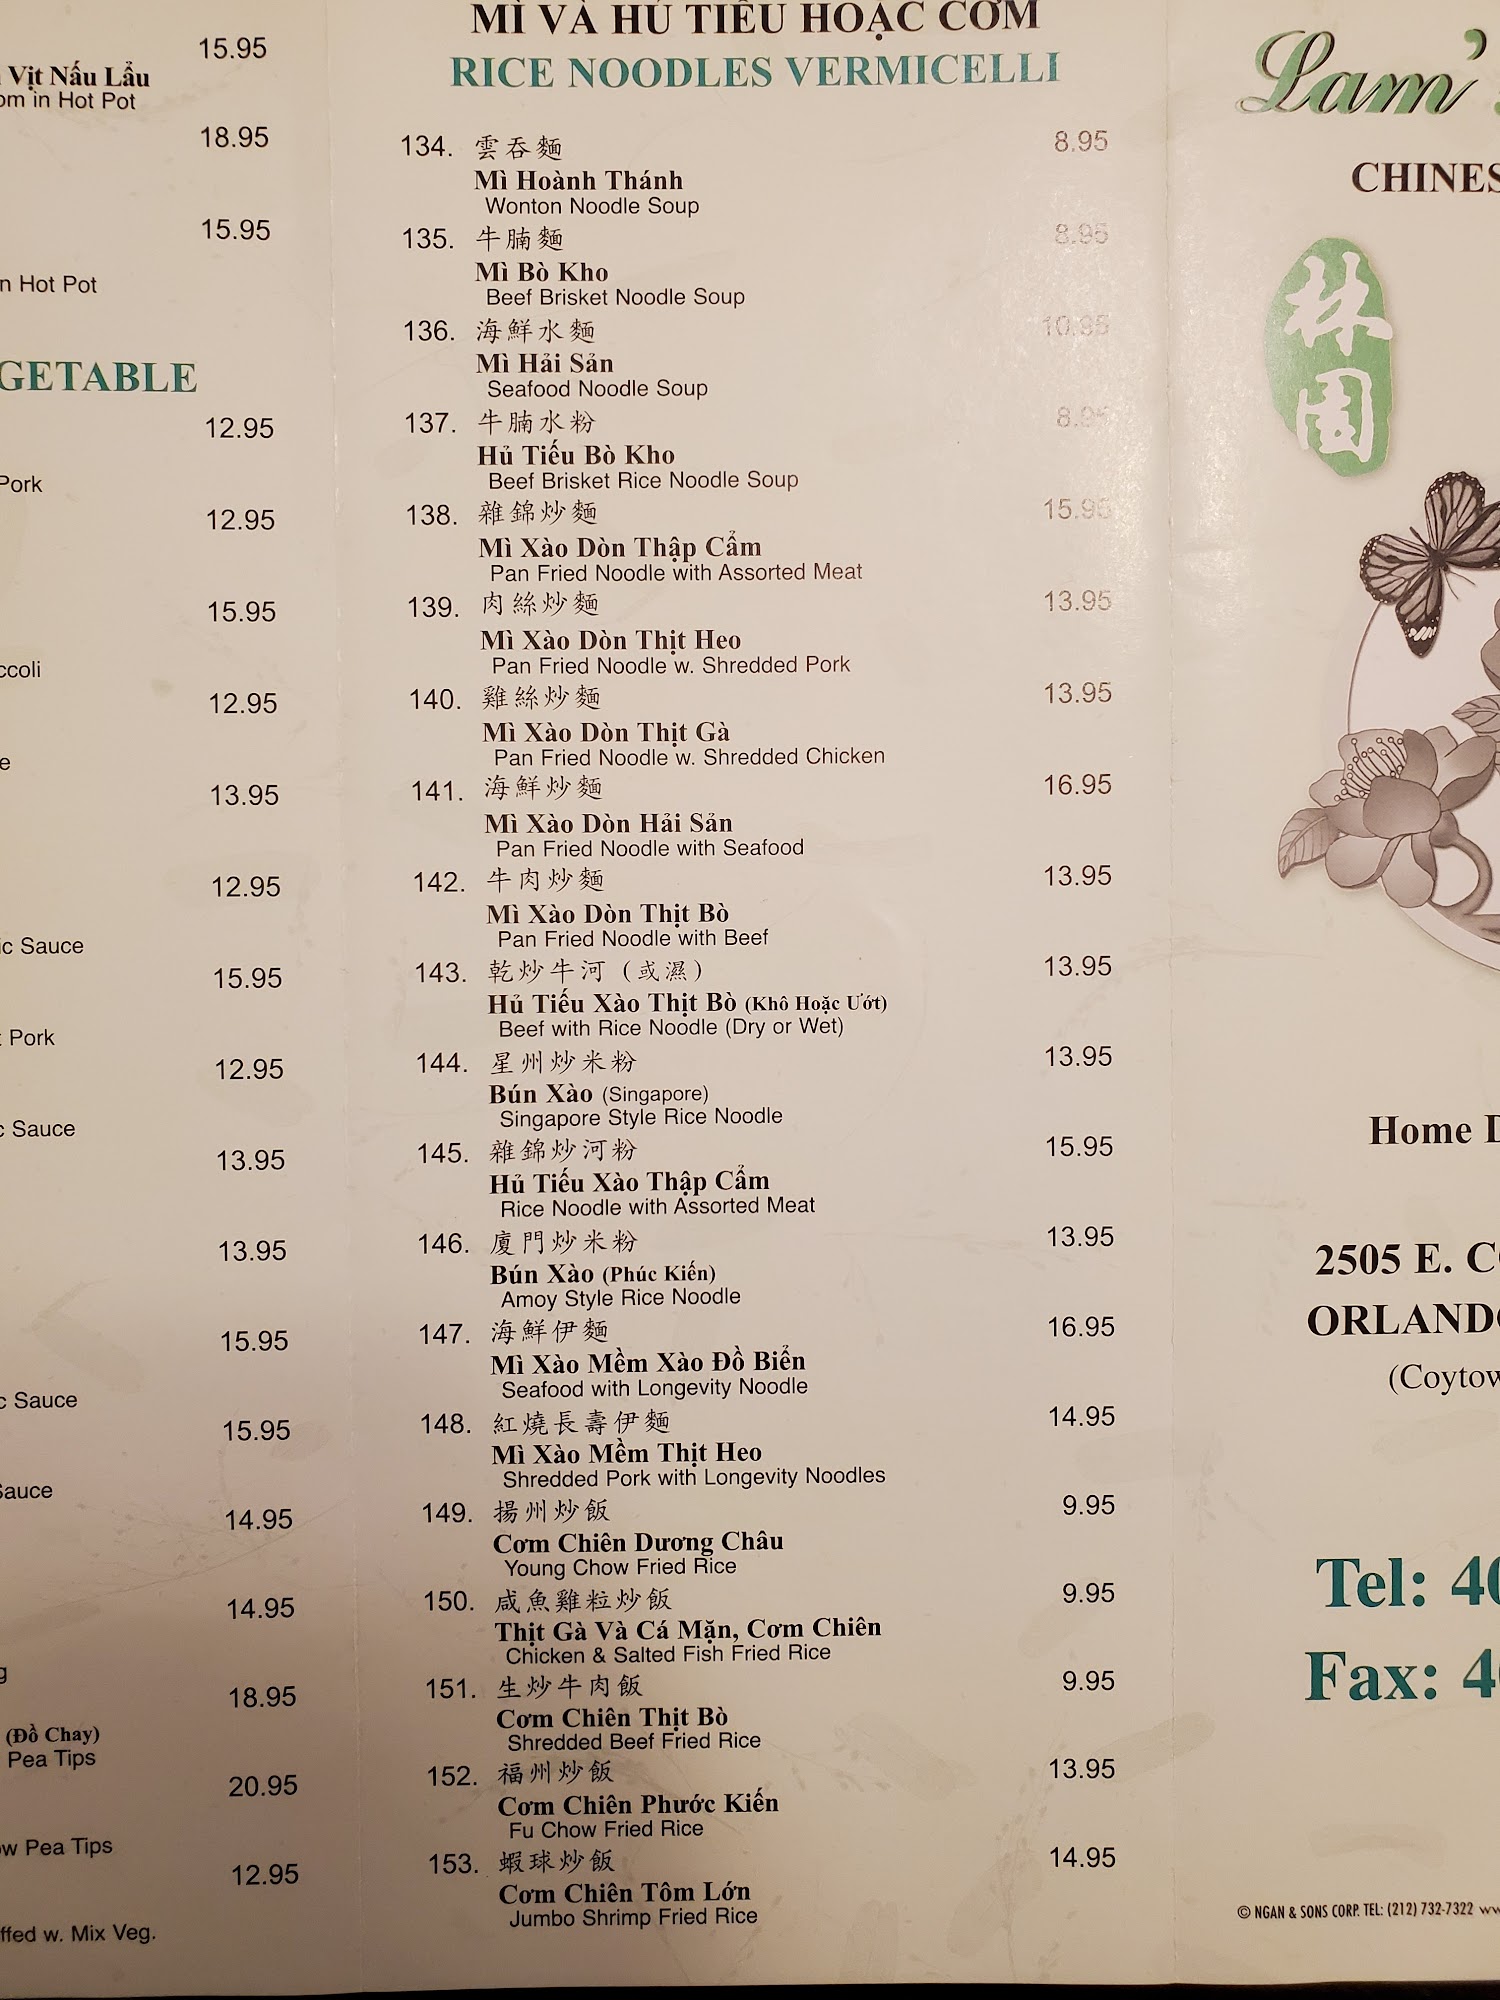 15.95
Vịt Nấu Lẩu
om in Hot Pot
18.95
15.95
n Hot Pot
GETABLE
12.95
Pork
12.95
15.95
ccoli
12.95
e
13.95
12.95
ic Sauce
15.95
t Pork
12.95
c Sauce
13.95
13.95
15.95
c Sauce
15.95
Sauce
14.95
14.95
g
18.95
(Đồ Chay)
Pea Tips
20.95
ow Pea Tips
12.95
ffed w. Mix Veg.
MÌ VÀ HỦ TIẾU HOẶC CƠM
RICE NOODLES VERMICELLI
134. 雲吞麵 8.95
Mì Hoành Thánh
Wonton Noodle Soup
135. 牛腩麵 8.95
Mì Bò Kho
Beef Brisket Noodle Soup
136. 海鮮水麵 10.95
Mì Hải Sản
Seafood Noodle Soup
137. 牛腩水粉 8.95
Hủ Tiếu Bò Kho
Beef Brisket Rice Noodle Soup
138. 雜錦炒麵 15.95
Mì Xào Dòn Thập Cẩm
Pan Fried Noodle with Assorted Meat
139. 肉絲炒麵 13.95
Mì Xào Dòn Thịt Heo
Pan Fried Noodle w. Shredded Pork
140. 雞絲炒麵 13.95
Mì Xào Dòn Thịt Gà
Pan Fried Noodle w. Shredded Chicken
141. 海鮮炒麵 16.95
Mì Xào Dòn Hải Sản
Pan Fried Noodle with Seafood
142. 牛肉炒麵 13.95
Mì Xào Dòn Thịt Bò
Pan Fried Noodle with Beef
143. 乾炒牛河 (或濕) 13.95
Hủ Tiếu Xào Thịt Bò (Khô Hoặc Ướt)
Beef with Rice Noodle (Dry or Wet)
144. 星州炒米粉 13.95
Bún Xào (Singapore)
Singapore Style Rice Noodle
145. 雜錦炒河粉 15.95
Hủ Tiếu Xào Thập Cẩm
Rice Noodle with Assorted Meat
146. 廈門炒米粉 13.95
Bún Xào (Phúc Kiến)
Amoy Style Rice Noodle
147. 海鮮伊麵 16.95
Mì Xào Mềm Xào Đồ Biển
Seafood with Longevity Noodle
148. 紅燒長壽伊麵 14.95
Mì Xào Mềm Thịt Heo
Shredded Pork with Longevity Noodles
149. 揚州炒飯 9.95
Cơm Chiên Dương Châu
Young Chow Fried Rice
150. 咸魚雞粒炒飯 9.95
Thịt Gà Và Cá Mặn, Cơm Chiên
Chicken & Salted Fish Fried Rice
151. 生炒牛肉飯 9.95
Cơm Chiên Thịt Bò
Shredded Beef Fried Rice
152. 福州炒飯 13.95
Cơm Chiên Phước Kiến
Fu Chow Fried Rice
153. 蝦球炒飯 14.95
Cơm Chiên Tôm Lớn
Jumbo Shrimp Fried Rice
Lam'
CHINES
林園
Home D
2505 E. CO
ORLANDO
(Coytow
Tel: 40
Fax: 40
© NGAN & SONS CORP. TEL: (212) 732-7322 ww